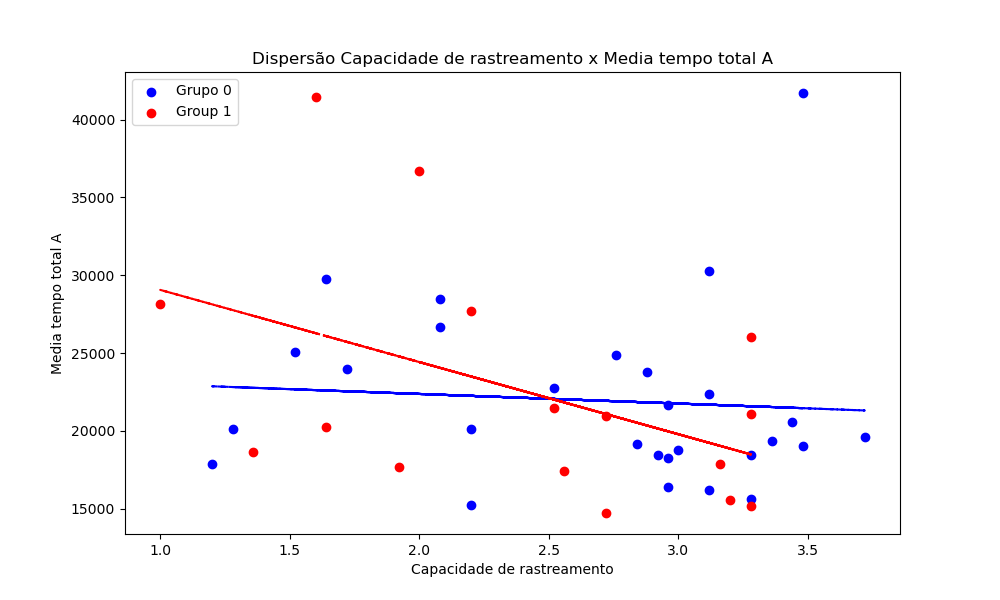 Dispersão Capacidade de rastreamento x Media tempo total A
Grupo 0
Group 1
40000
35000
30000
25000
20000
15000
Media tempo total A
1.0 1.5 2.0 2.5 3.0 3.5
Capacidade de rastreamento